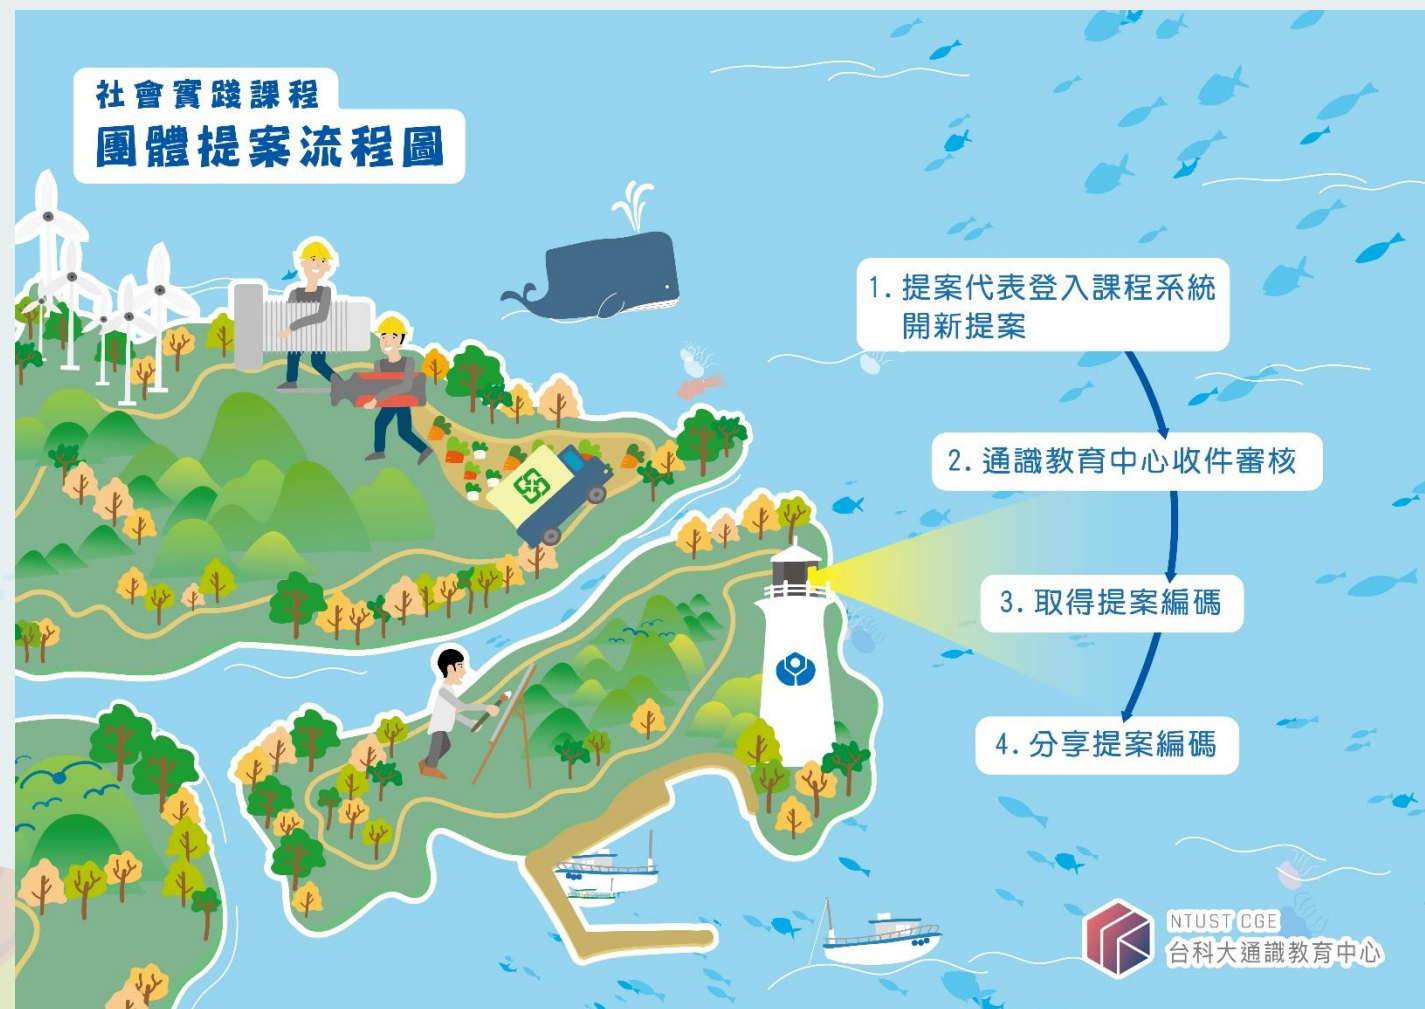 社會實踐課程
團體提案流程圖
1. 提案代表登入課程系統
開新提案
2. 通識教育中心收件審核
3. 取得提案編碼
4. 分享提案編碼
NTUST CGE
台科大通識教育中心